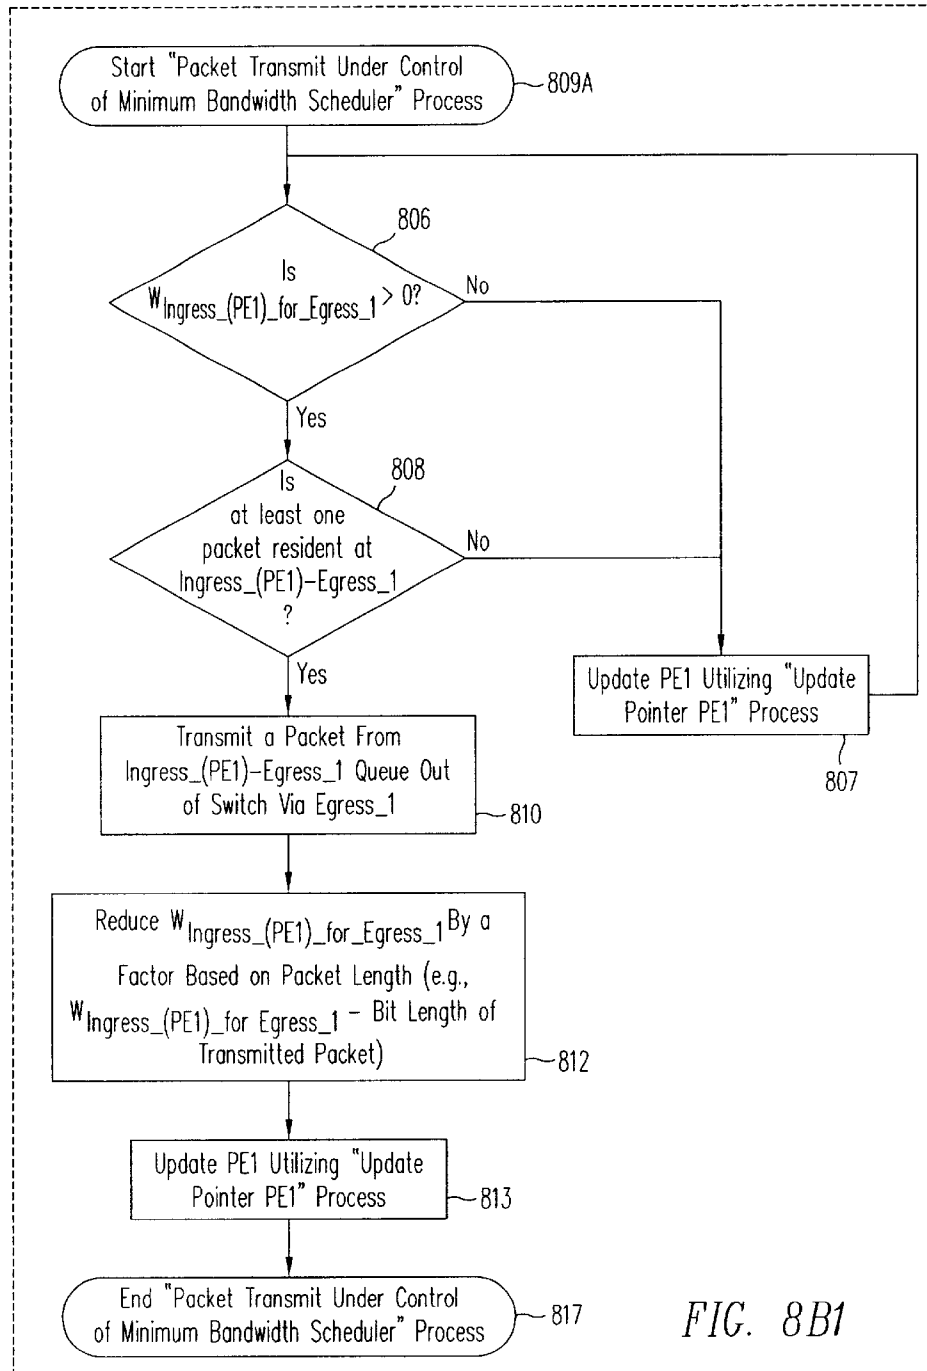 Start "Packet Transmit Under Control
of Minimum Bandwidth Scheduler" Process
809A
806
Is
W Ingress_(PE1)_for_Egress_1 > 0?
No
Yes
808
Is
at least one
packet resident at
Ingress_(PE1)-Egress_1
?
No
Yes
Update PE1 Utilizing "Update
Pointer PE1" Process
807
Transmit a Packet From
Ingress_(PE1)-Egress_1 Queue Out
of Switch Via Egress_1
810
Reduce W Ingress_(PE1)_for_Egress_1 By a
Factor Based on Packet Length (e.g.,
W Ingress_(PE1)_for Egress_1 - Bit Length of
Transmitted Packet)
812
Update PE1 Utilizing "Update
Pointer PE1" Process
813
End "Packet Transmit Under Control
of Minimum Bandwidth Scheduler" Process
817
FIG. 8B1